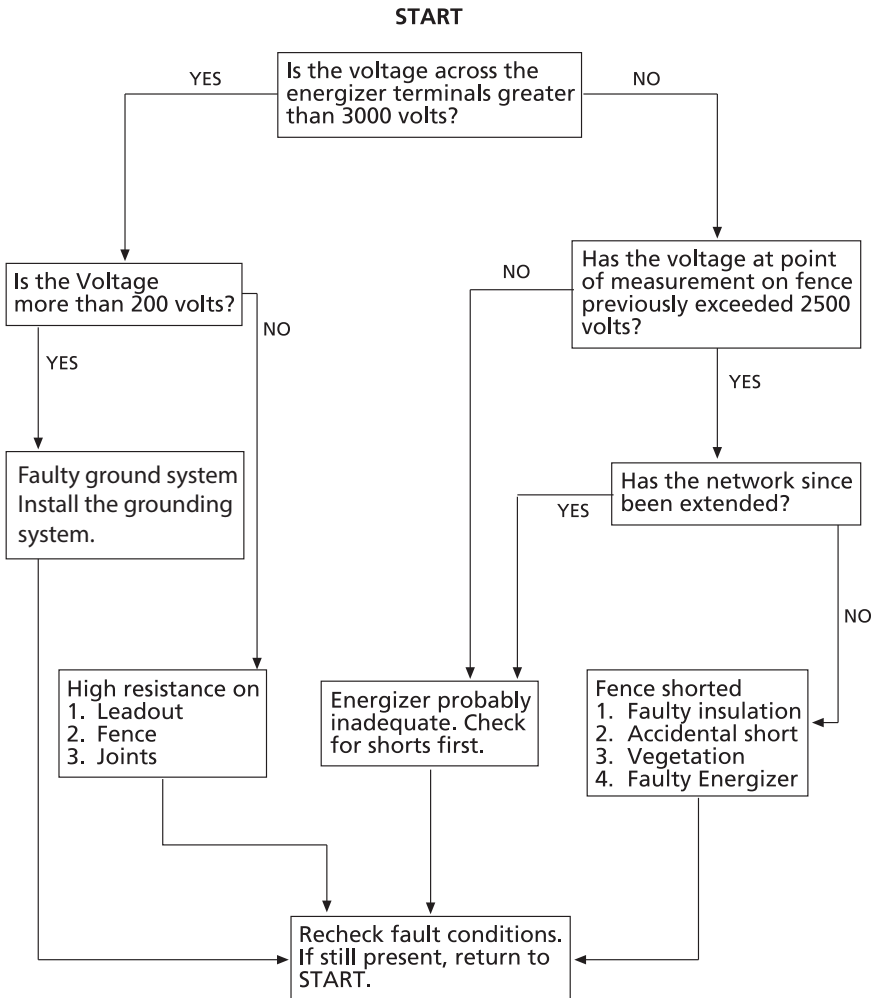 START
Is the voltage across the
energizer terminals greater
than 3000 volts?
YES
NO
Is the Voltage
more than 200 volts?
YES
NO
Faulty ground system
Install the grounding
system.
High resistance on
1. Leadout
2. Fence
3. Joints
Has the voltage at point
of measurement on fence
previously exceeded 2500
volts?
NO
YES
Has the network since
been extended?
YES
NO
Energizer probably
inadequate. Check
for shorts first.
Fence shorted
1. Faulty insulation
2. Accidental short
3. Vegetation
4. Faulty Energizer
Recheck fault conditions.
If still present, return to
START.